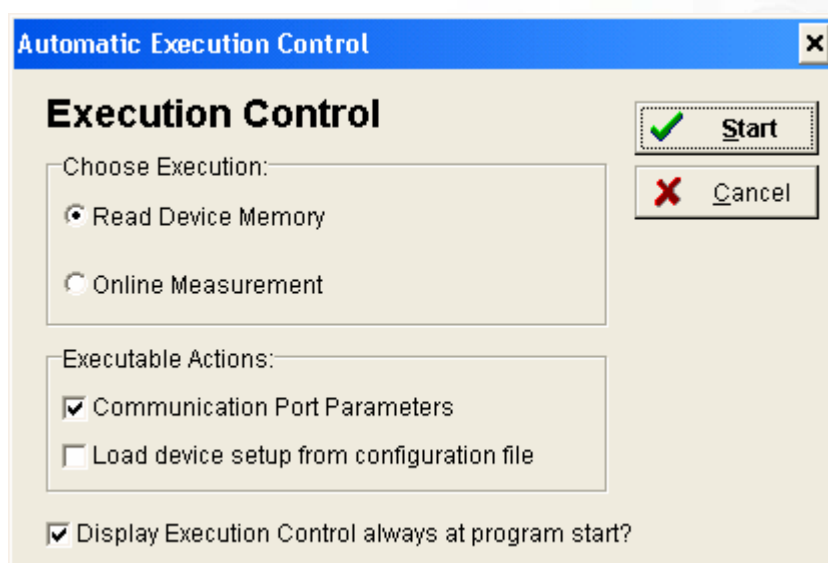 Automatic Execution Control
Execution Control
Start
Choose Execution:
Cancel
Read Device Memory
Online Measurement
Executable Actions:
Communication Port Parameters
Load device setup from configuration file
Display Execution Control always at program start?